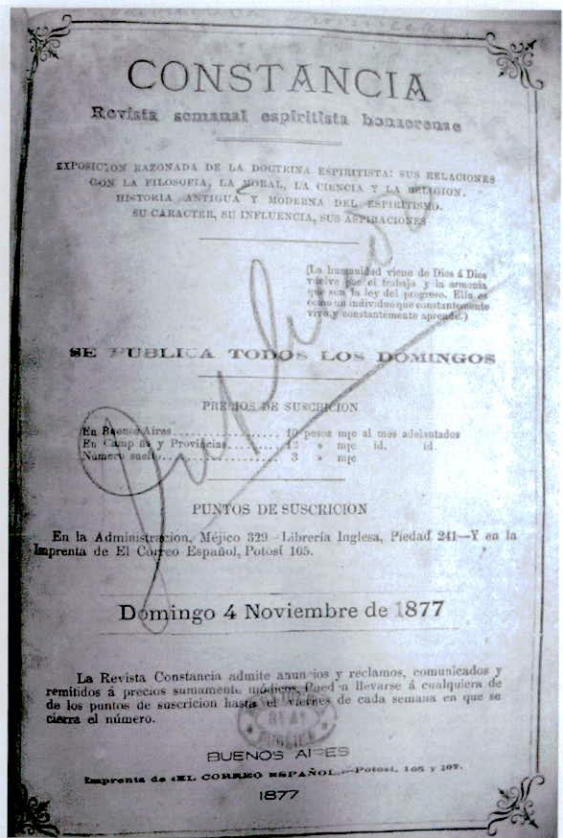 CONSTANCIA
Revista semanal espiritista bonaerense
EXPOSICION RAZONADA DE LA DOCTRINA ESPIRITISTA: SUS RELACIONES
CON LA FILOSOFIA, LA MORAL, LA CIENCIA Y LA RELIGION.
HISTORIA ANTIGUA Y MODERNA DEL ESPIRITISMO.
SU CARACTER, SU INFLUENCIA, SUS ASPIRACIONES
(La humanidad viene de Dios á Dios
vuelve por el trabajo y la armonia
que son la ley del progreso. Ella es
como un individuo que constantemente
vive y constantemente aprende.)
SE PUBLICA TODOS LOS DOMINGOS
PRECIOS DE SUSCRICION
En Buenos Aires 10 pesos mɲc al mes adelantados
En Campaña y Provincias 12 » mɲc id. id.
Número suelto 3 » mɲc
PUNTOS DE SUSCRICION
En la Administracion, Méjico 329—Librería Inglesa, Piedad 241—Y en la
Imprenta de El Correo Español, Potosí 105.
Domingo 4 Noviembre de 1877
La Revista Constancia admite anuncios y reclamos, comunicados y
remitidos á precios sumamente módicos. Pueden llevarse á cualquiera de
de los puntos de suscricion hasta el viernes de cada semana en que se
cierra el número.
BUENOS AIRES
Imprenta de «EL CORREO ESPAÑOL.»—Potosí, 105 y 107.
1877